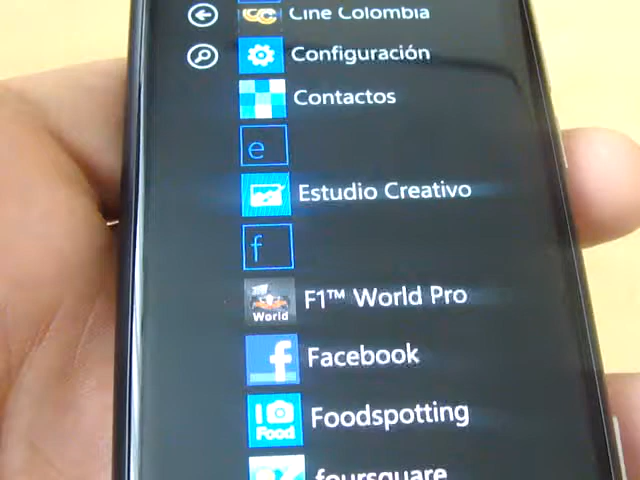 Cine Colombia
Configuración
Contactos
e
Estudio Creativo
f
World
F1™ World Pro
f
Facebook
I
Food
Foodspotting
foursquare